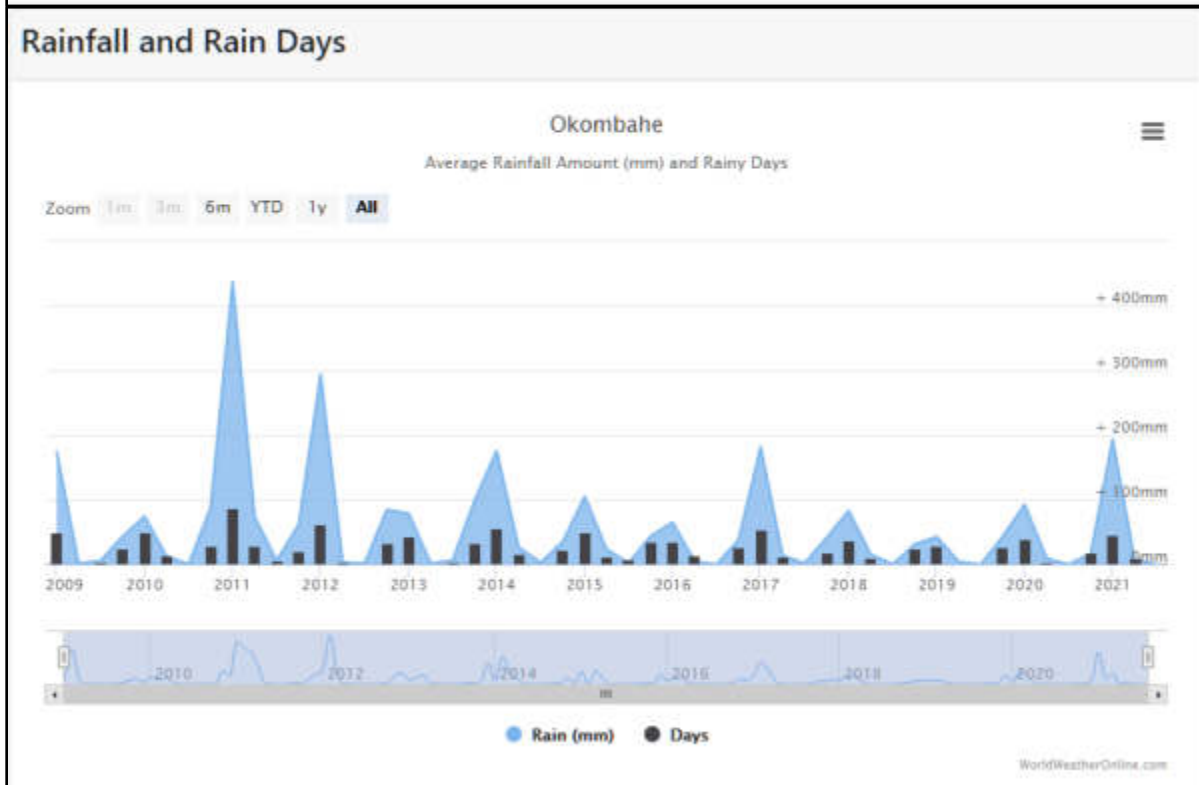 Rainfall and Rain Days
Okombahe
Average Rainfall Amount (mm) and Rainy Days
Zoom 1m 3m 6m YTD 1y All
+ 400mm
+ 300mm
+ 200mm
+ 100mm
0mm
2009 2010 2011 2012 2013 2014 2015 2016 2017 2018 2019 2020 2021
2010 2012 2014 2016 2018 2020
Rain (mm) Days
WorldWeatherOnline.com